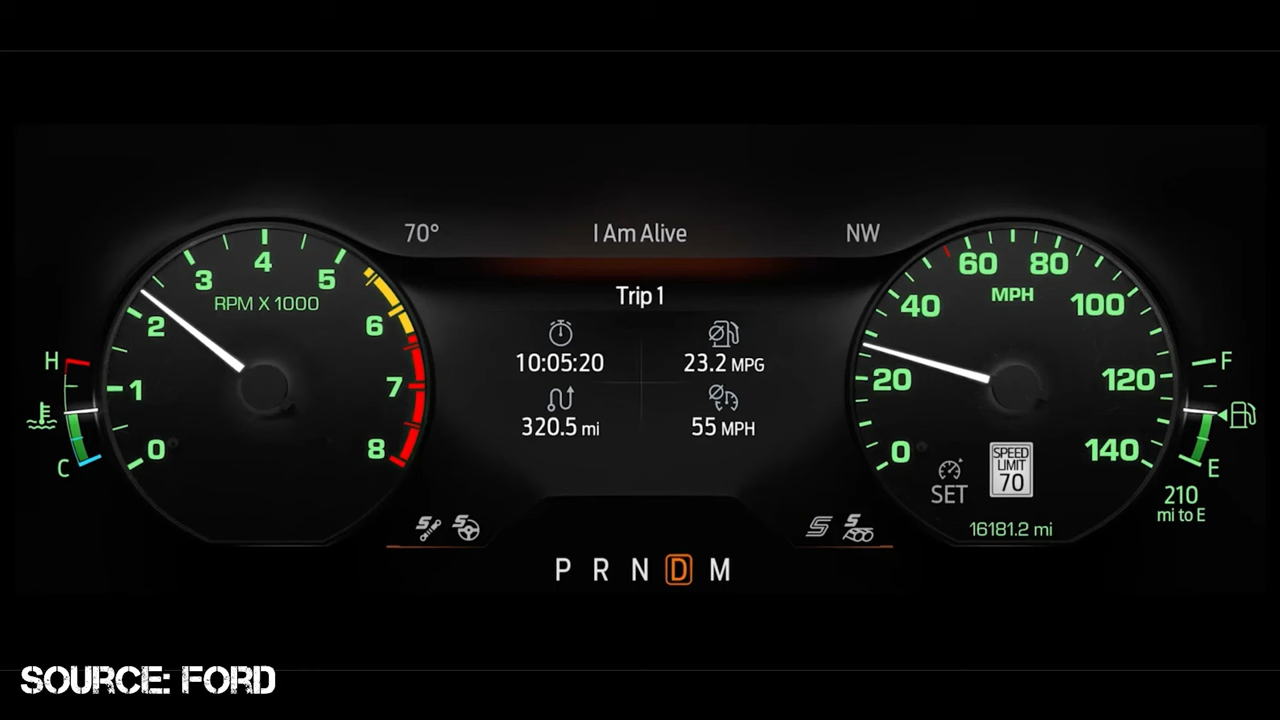 70°
I Am Alive
NW
Trip 1
10:05:20
23.2 MPG
320.5 mi
55 MPH
0
1
2
3
4
5
6
7
8
RPM X 1000
H
C
0
20
40
60
80
100
120
140
MPH
SET
SPEED
LIMIT
70
16181.2 mi
F
E
210
mi to E
S
S
S
S
P R N D M
SOURCE: FORD